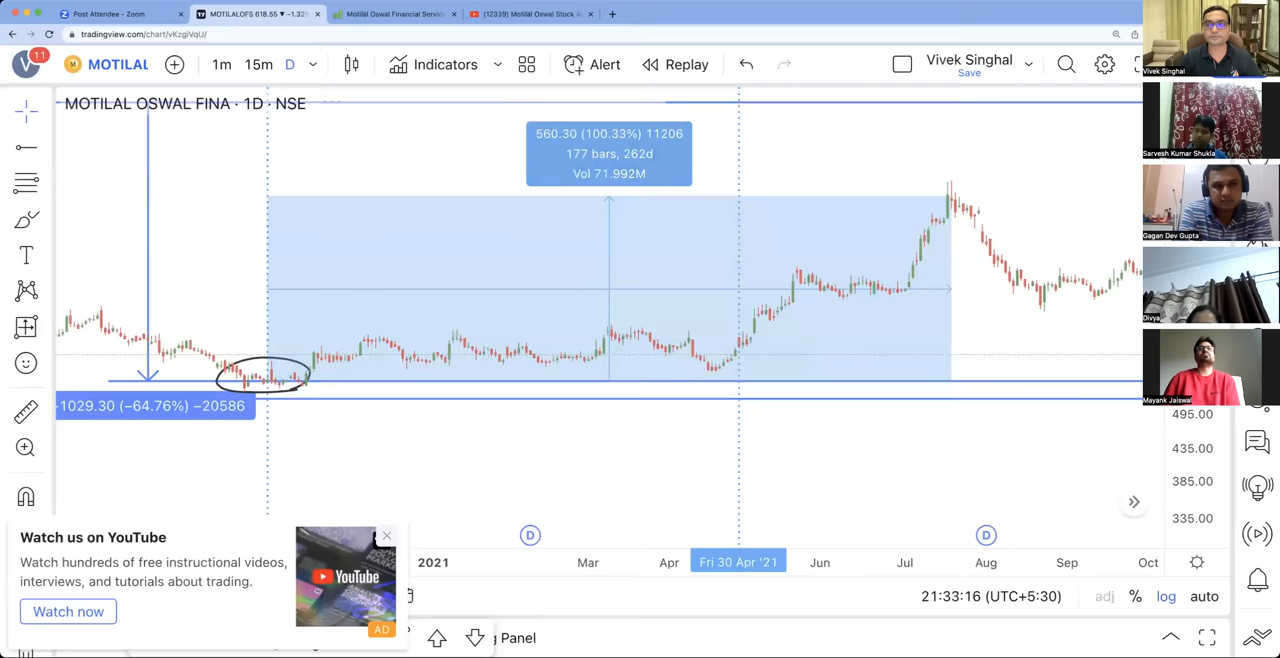 Post Attendee - Zoom
MOTILALOFS 618.55 ▼ −1.32%
Motilal Oswal Financial Servic
(12339) Motilal Oswal Stock A
tradingview.com/chart/vKzgiVqU/
V 11
MOTILAL
1m 15m D
Indicators
Alert
Replay
Vivek Singhal
Save
MOTILAL OSWAL FINA · 1D · NSE
560.30 (100.33%) 11206
177 bars, 262d
Vol 71.992M
1029.30 (−64.76%) −20586
Vivek Singhal
Sarvesh Kumar Shukla
Gagan Dev Gupta
Divya
Mayank Jaiswal
495.00
435.00
385.00
335.00
D
D
2021 Mar Apr Fri 30 Apr '21 Jun Jul Aug Sep Oct
21:33:16 (UTC+5:30) adj % log auto
Watch us on YouTube
Watch hundreds of free instructional videos,
interviews, and tutorials about trading.
Watch now
YouTube
AD
g Panel